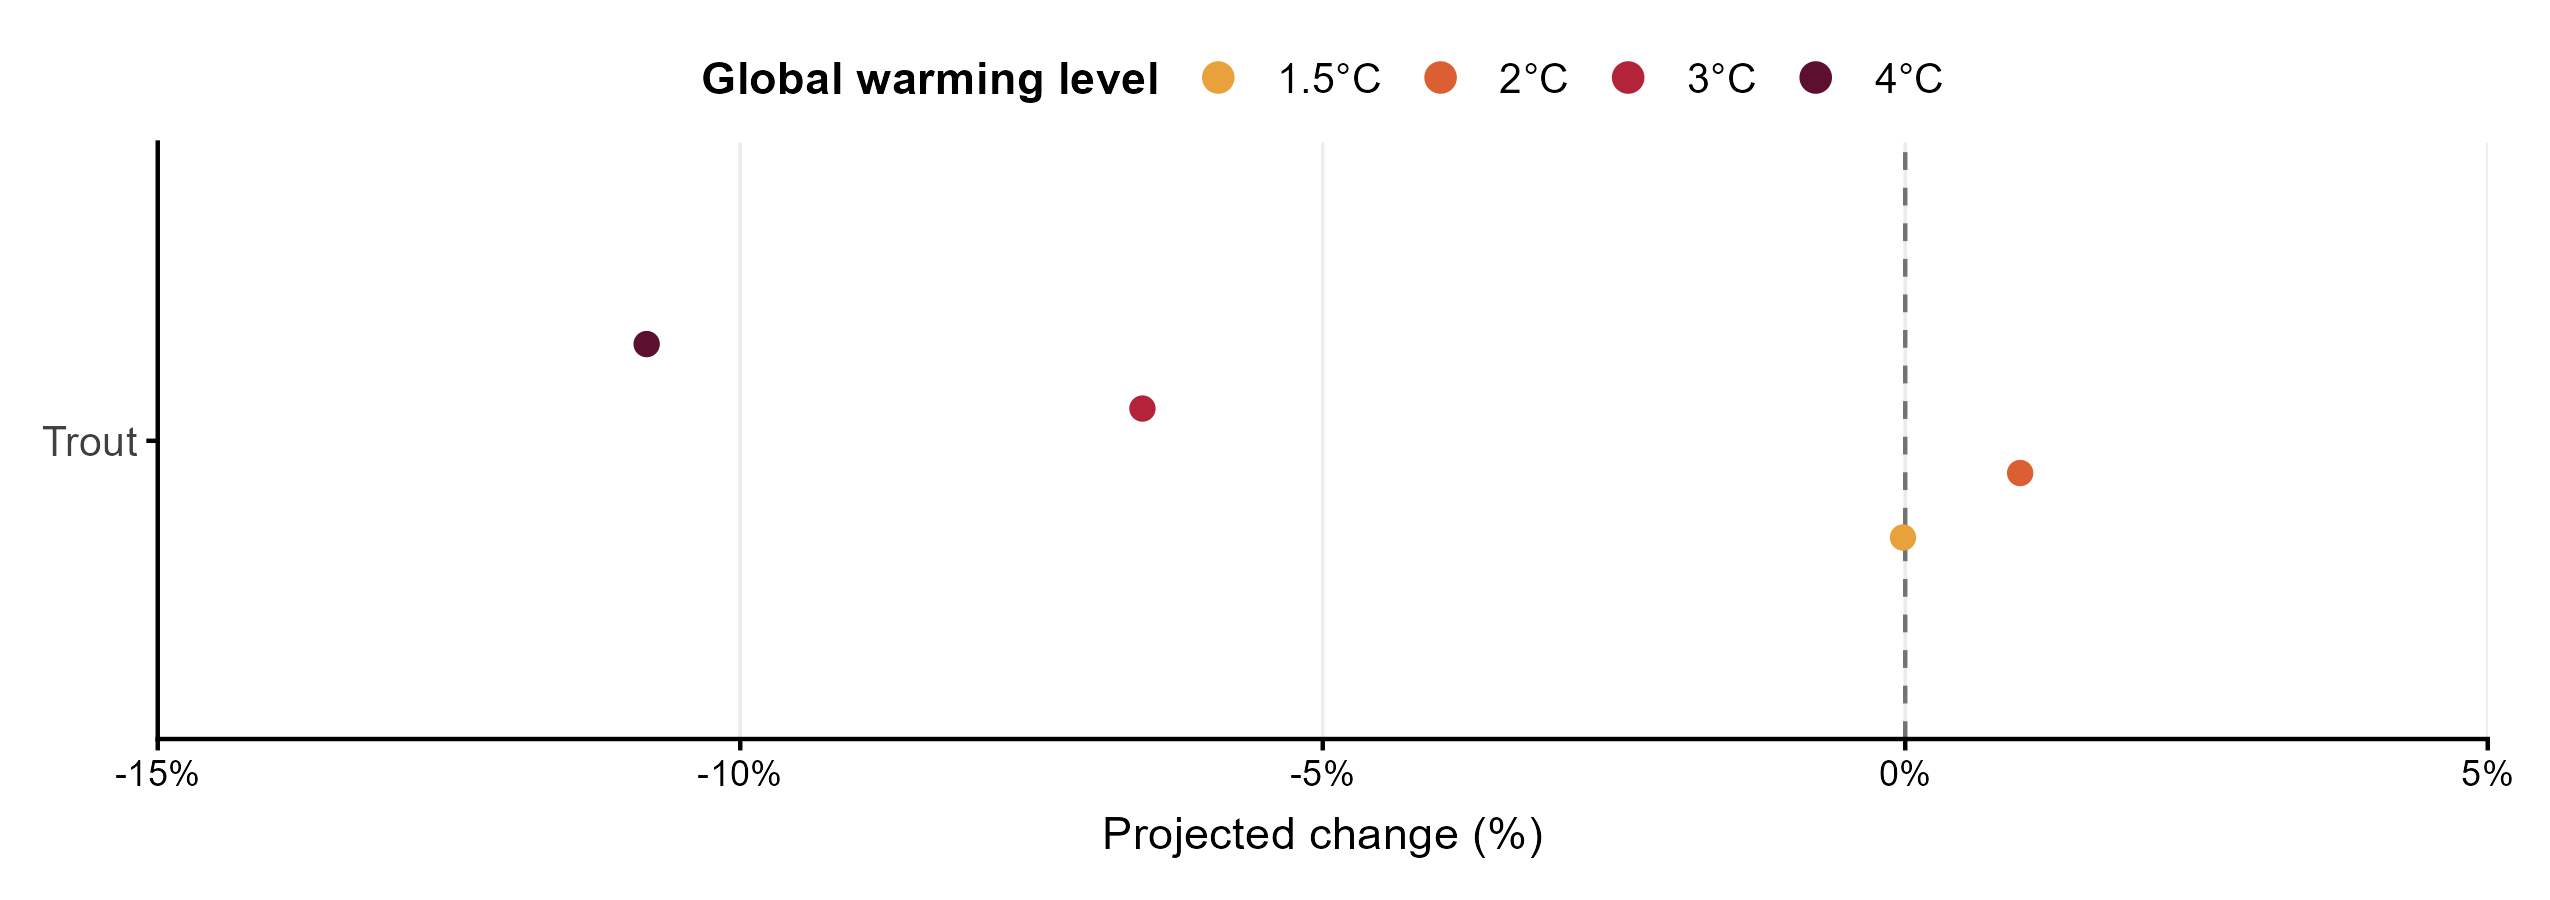 Global warming level 1.5°C 2°C 3°C 4°C
Trout
-15% -10% -5% 0% 5%
Projected change (%)